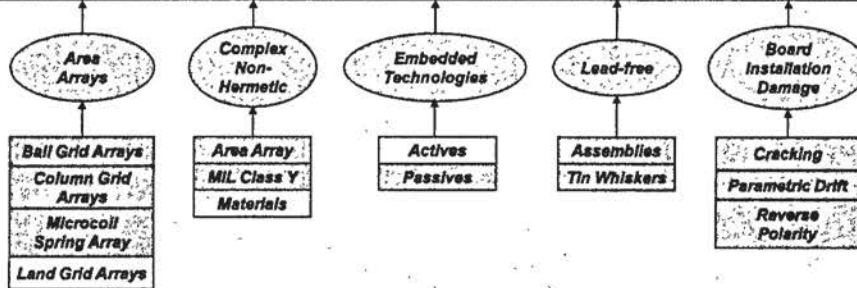 Area
Arrays
Complex
Non-
Hermetic
Embedded
Technologies
Lead-free
Board
Installation
Damage
Ball Grid Arrays
Column Grid
Arrays
Microcoil
Spring Array
Land Grid Arrays
Area Array
MIL Class Y
Materials
Actives
Passives
Assemblies
Tin Whiskers
Cracking
Parametric Drift
Reverse
Polarity